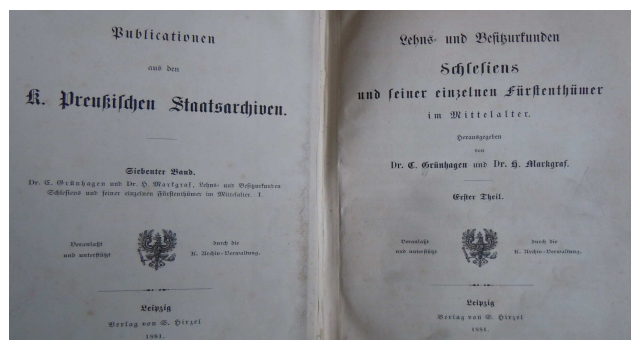 Publicationen
aus den
K. Preußischen Staatsarchiven.
Siebenter Band.
Dr. C. Grünhagen und Dr. H. Markgraf, Lehns- und Besitzurkunden
Schlesiens und seiner einzelnen Fürstenthümer im Mittelalter. I.
Veranlaßt
und unterstützt
durch die
K. Archiv-Verwaltung.
Leipzig
Verlag von S. Hirzel
1881.
Lehns- und Besitzurkunden
Schlesiens
und seiner einzelnen Fürstenthümer
im Mittelalter.
Herausgegeben
von
Dr. C. Grünhagen und Dr. H. Markgraf.
Erster Theil.
Veranlaßt
und unterstützt
durch die
K. Archiv-Verwaltung.
Leipzig
Verlag von S. Hirzel
1881.